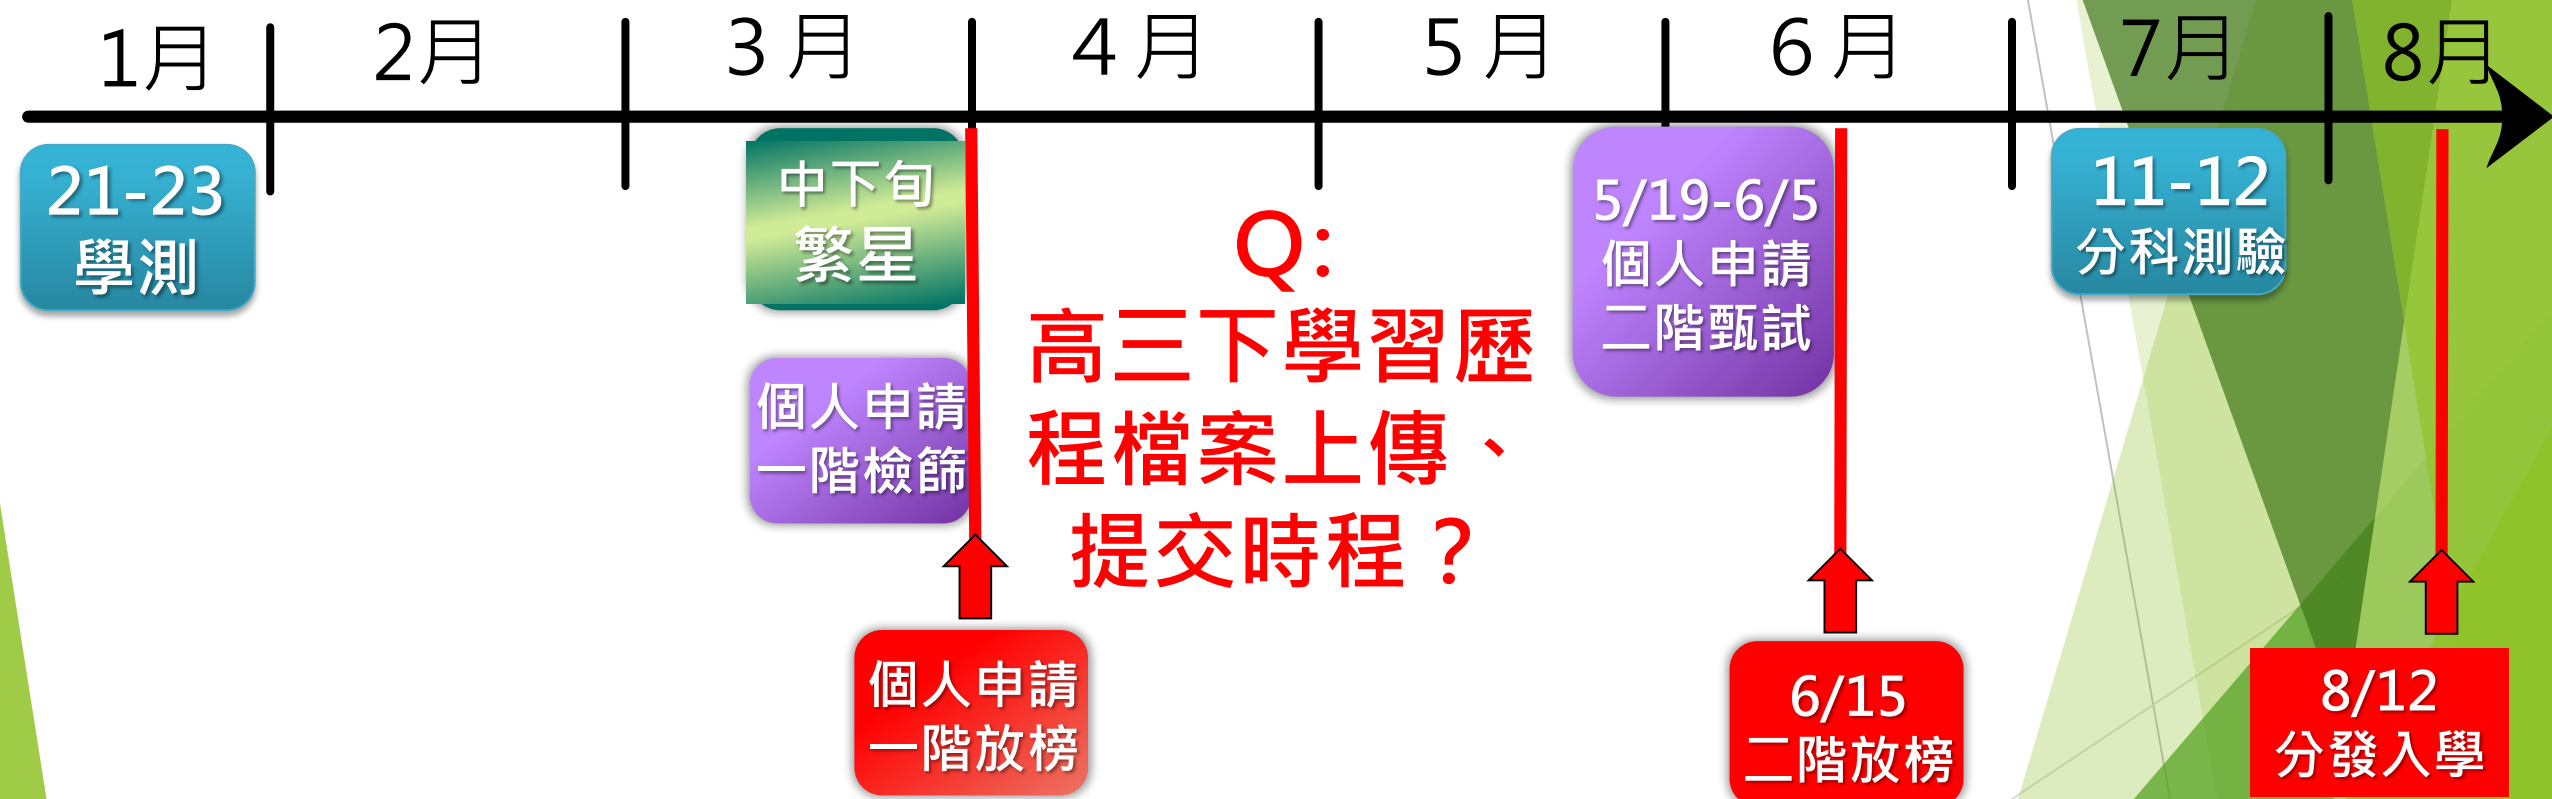 1月
2月
3 月
4 月
5 月
6 月
7月
8月
21-23
學測
中下旬
繁星
個人申請
一階檢篩
個人申請
一階放榜
Q:
高三下學習歷
程檔案上傳、
提交時程？
5/19-6/5
個人申請
二階甄試
6/15
二階放榜
11-12
分科測驗
8/12
分發入學